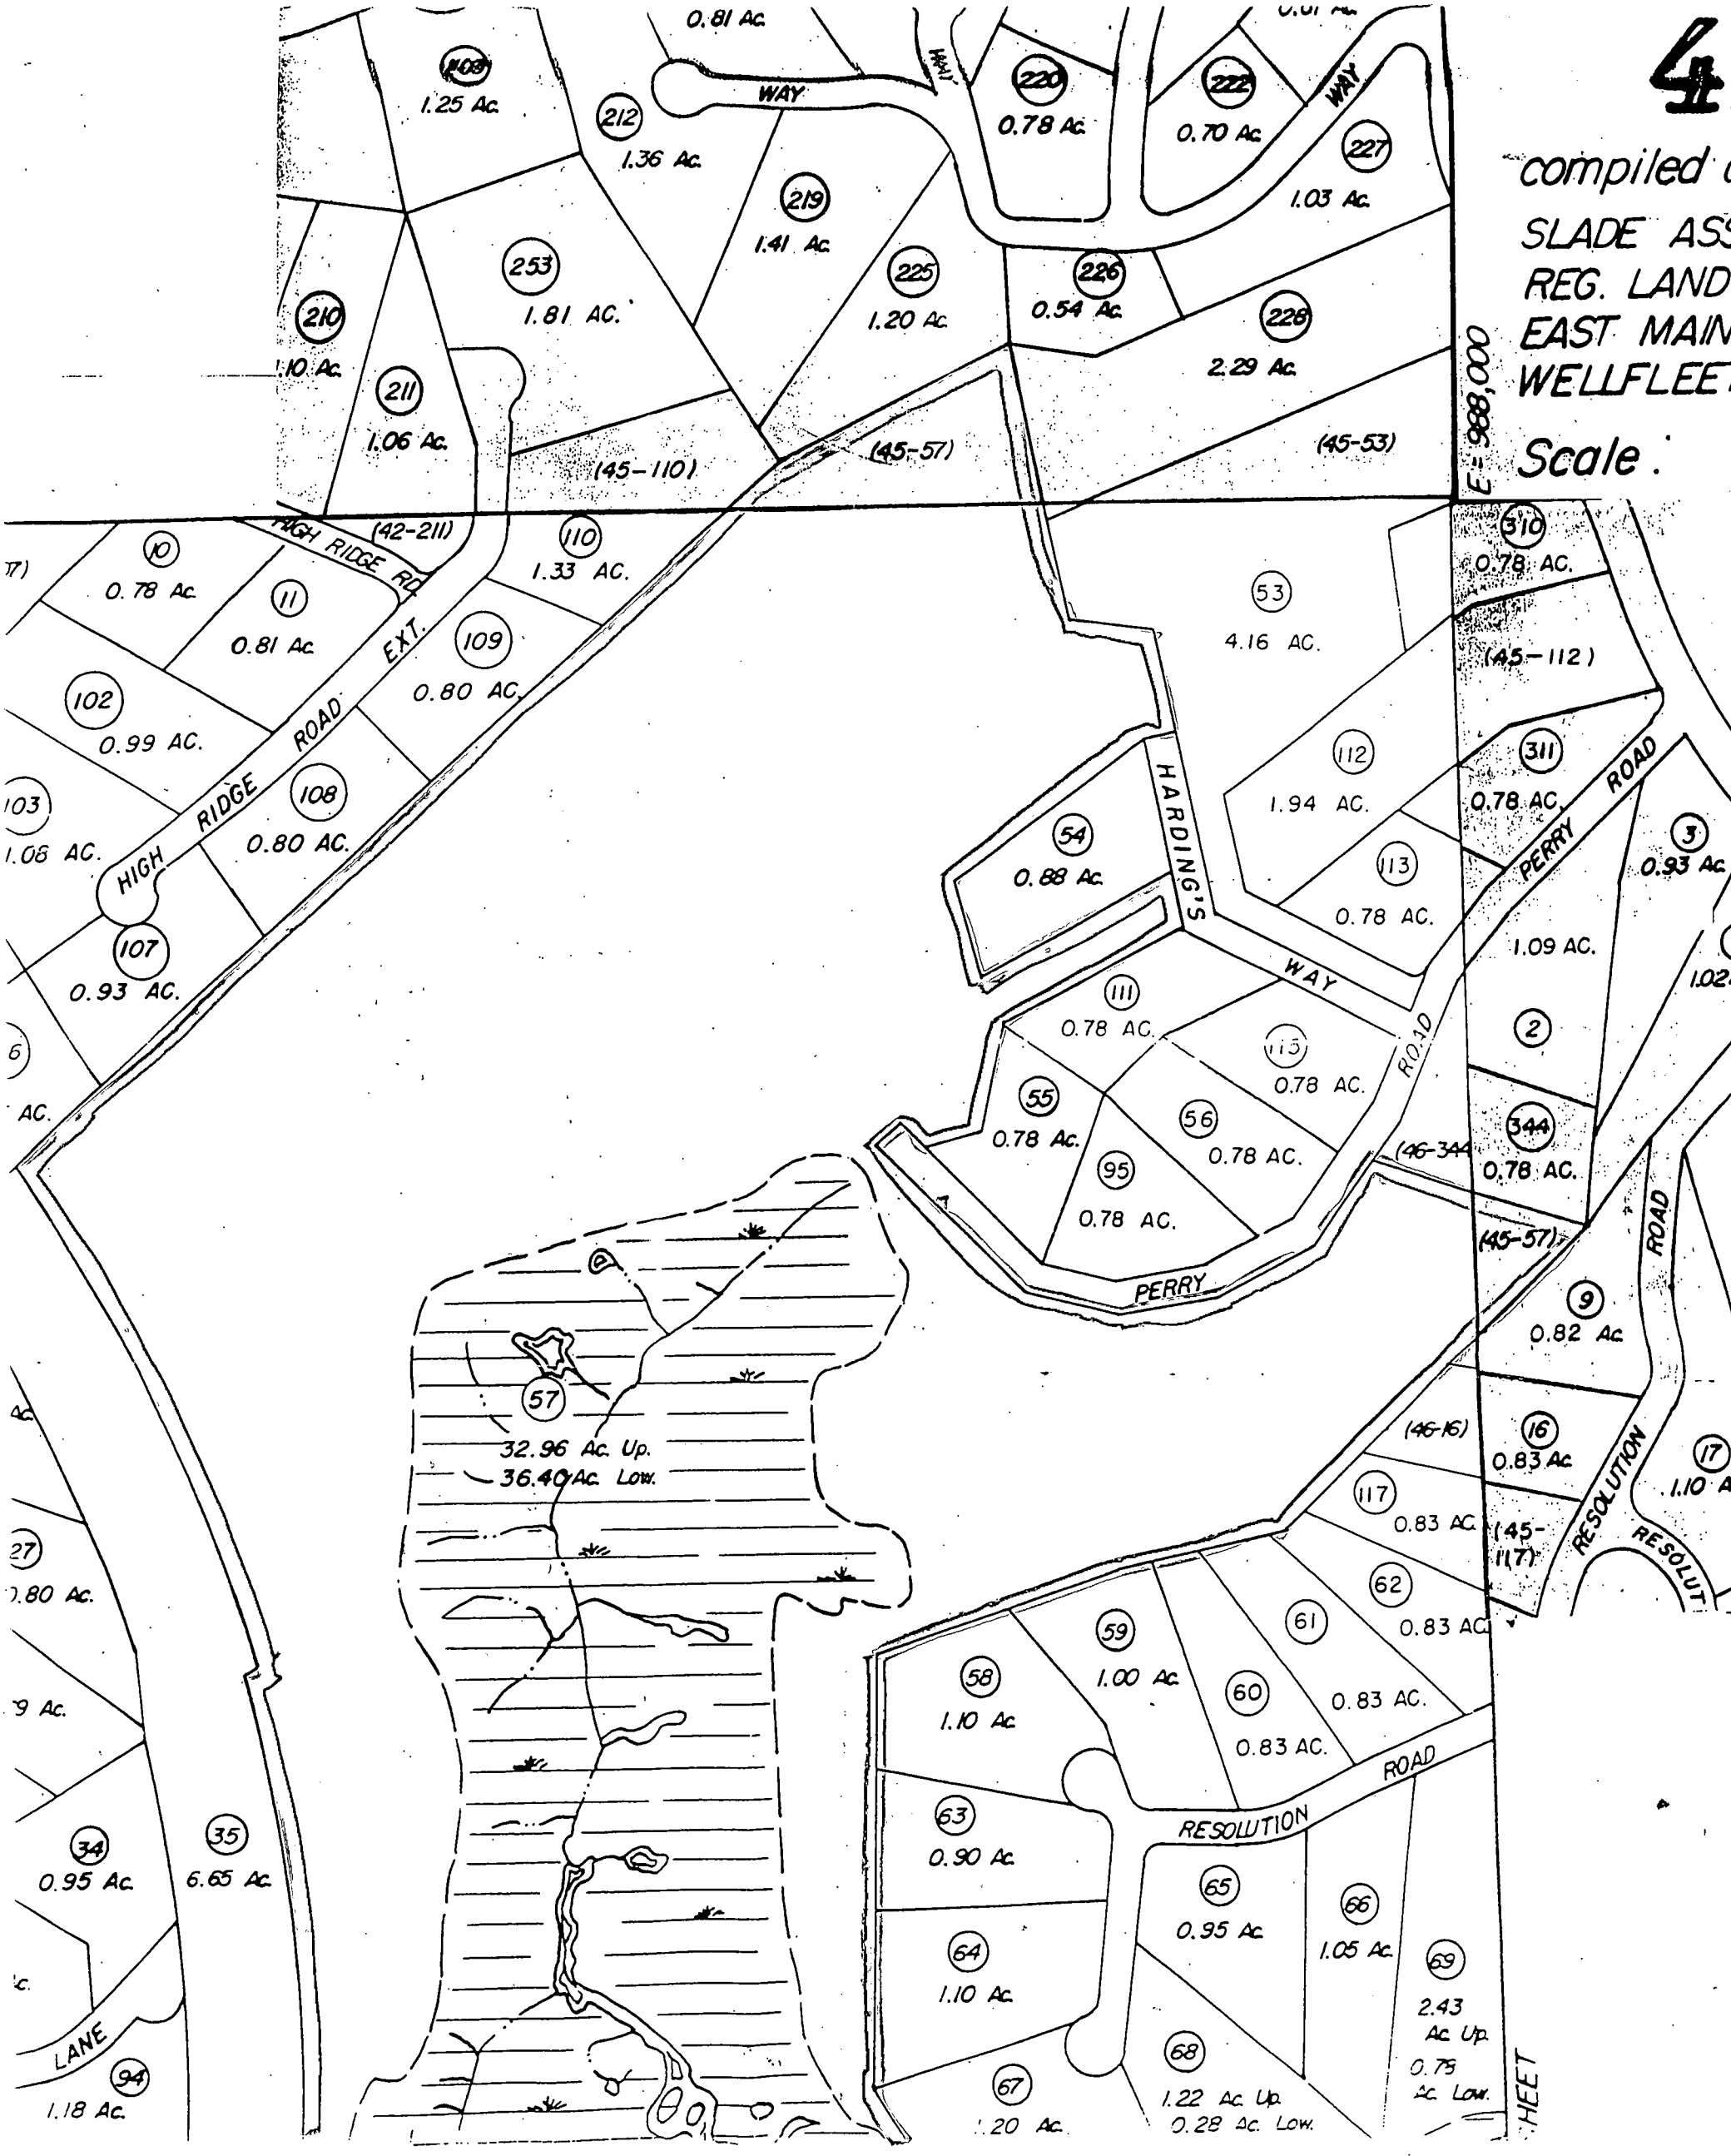 0.81 Ac.
1.25 Ac.
212
1.36 Ac.
WAY
220
0.78 Ac.
222
0.70 Ac.
WAY
227
1.03 Ac.
4
compiled
SLADE ASS
REG. LAND
EAST MAIN
WELLFLEET
Scale :
E=988,000
219
1.41 Ac.
253
1.81 AC.
225
1.20 Ac.
226
0.54 Ac.
228
2.29 Ac.
210
1.10 Ac.
211
1.06 Ac.
(45-110)
(45-57)
(45-53)
HIGH RIDGE RD.
(42-211)
10
0.78 Ac.
11
0.81 Ac.
110
1.33 AC.
109
0.80 AC.
102
0.99 AC.
103
1.08 AC.
HIGH RIDGE ROAD EXT.
108
0.80 AC.
107
0.93 AC.
6
AC.
53
4.16 AC.
310
0.78 AC.
(45-112)
112
1.94 AC.
311
0.78 AC.
PERRY ROAD
3
0.93 Ac.
113
0.78 AC.
54
0.88 Ac.
HARDING'S WAY
1.09 AC.
2
1.02
111
0.78 AC.
115
0.78 AC.
ROAD
55
0.78 Ac.
56
0.78 AC.
95
0.78 AC.
PERRY
(46-344
344
0.78 AC.
(45-57)
ROAD
9
0.82 Ac.
57
32.96 Ac. Up.
36.40 Ac. Low.
(46-16)
16
0.83 Ac.
17
1.10 A
RESOLUTION
RESOLUT
117
0.83 AC.
(45-
117)
62
0.83 AC.
61
0.83 AC.
60
0.83 AC.
59
1.00 Ac.
58
1.10 Ac.
RESOLUTION ROAD
Ac.
27
0.80 Ac.
9 Ac.
34
0.95 Ac.
35
6.65 Ac.
c.
LANE
94
1.18 Ac.
63
0.90 Ac.
64
1.10 Ac.
65
0.95 Ac.
66
1.05 Ac.
69
2.43
Ac. Up.
Ac. Low.
67
.20 Ac.
68
1.22 Ac. Up.
0.28 Ac. Low.
HEET